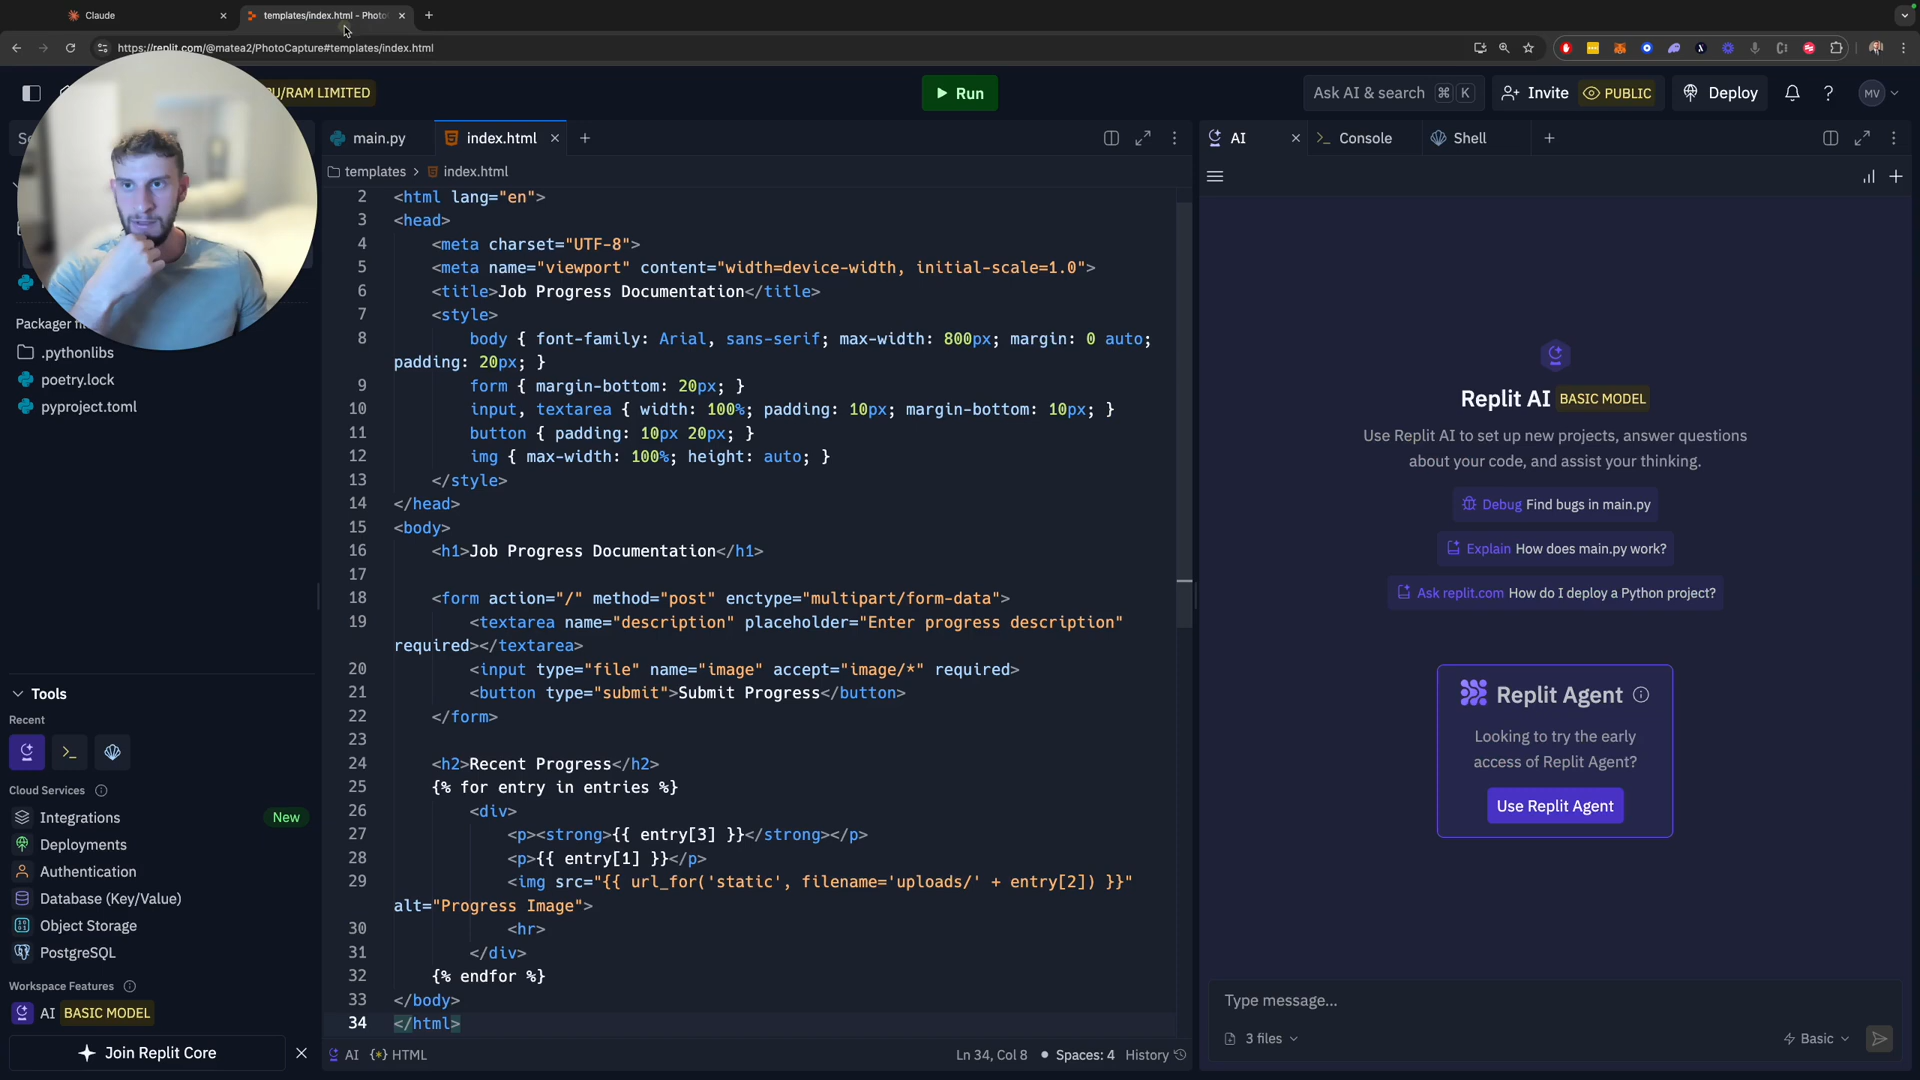 Claude
templates/index.html - Photo
https://replit.com/@matea2/PhotoCapture#templates/index.html
U/RAM LIMITED
Run
Ask AI & search ⌘ K
Invite
PUBLIC
Deploy
MV
main.py
index.html
AI
Console
Shell
templates > index.html
2 <html lang="en">
3 <head>
4 <meta charset="UTF-8">
5 <meta name="viewport" content="width=device-width, initial-scale=1.0">
6 <title>Job Progress Documentation</title>
7 <style>
8 body { font-family: Arial, sans-serif; max-width: 800px; margin: 0 auto;
padding: 20px; }
9 form { margin-bottom: 20px; }
10 input, textarea { width: 100%; padding: 10px; margin-bottom: 10px; }
11 button { padding: 10px 20px; }
12 img { max-width: 100%; height: auto; }
13 </style>
14 </head>
15 <body>
16 <h1>Job Progress Documentation</h1>
17
18 <form action="/" method="post" enctype="multipart/form-data">
19 <textarea name="description" placeholder="Enter progress description"
required></textarea>
20 <input type="file" name="image" accept="image/*" required>
21 <button type="submit">Submit Progress</button>
22 </form>
23
24 <h2>Recent Progress</h2>
25 {% for entry in entries %}
26 <div>
27 <p><strong>{{ entry[3] }}</strong></p>
28 <p>{{ entry[1] }}</p>
29 <img src="{{ url_for('static', filename='uploads/' + entry[2]) }}"
alt="Progress Image">
30 <hr>
31 </div>
32 {% endfor %}
33 </body>
34 </html>
AI
HTML
Ln 34, Col 8
Spaces: 4
History
.pythonlibs
poetry.lock
pyproject.toml
Tools
Recent
Cloud Services
Integrations
New
Deployments
Authentication
Database (Key/Value)
Object Storage
PostgreSQL
Workspace Features
AI BASIC MODEL
Join Replit Core
Replit AI BASIC MODEL
Use Replit AI to set up new projects, answer questions
about your code, and assist your thinking.
Debug Find bugs in main.py
Explain How does main.py work?
Ask replit.com How do I deploy a Python project?
Replit Agent
Looking to try the early
access of Replit Agent?
Use Replit Agent
Type message...
3 files
Basic